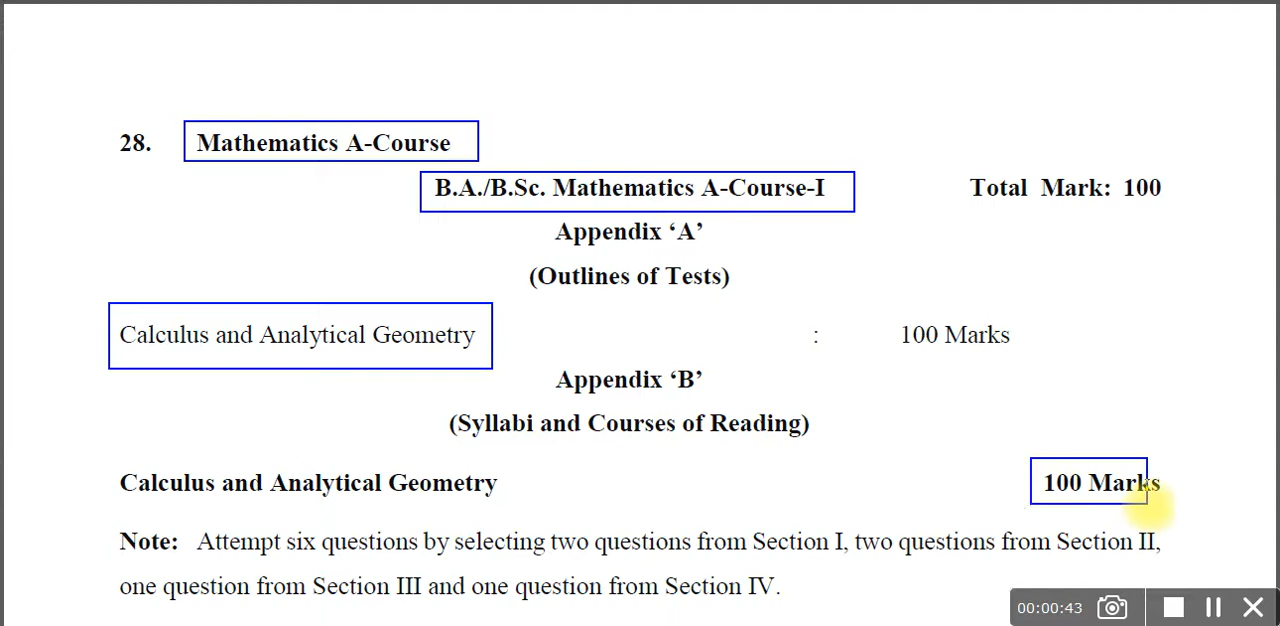 28. Mathematics A-Course
B.A./B.Sc. Mathematics A-Course-I Total Mark: 100
Appendix ‘A’
(Outlines of Tests)
Calculus and Analytical Geometry : 100 Marks
Appendix ‘B’
(Syllabi and Courses of Reading)
Calculus and Analytical Geometry 100 Marks
Note: Attempt six questions by selecting two questions from Section I, two questions from Section II,
one question from Section III and one question from Section IV.
00:00:43